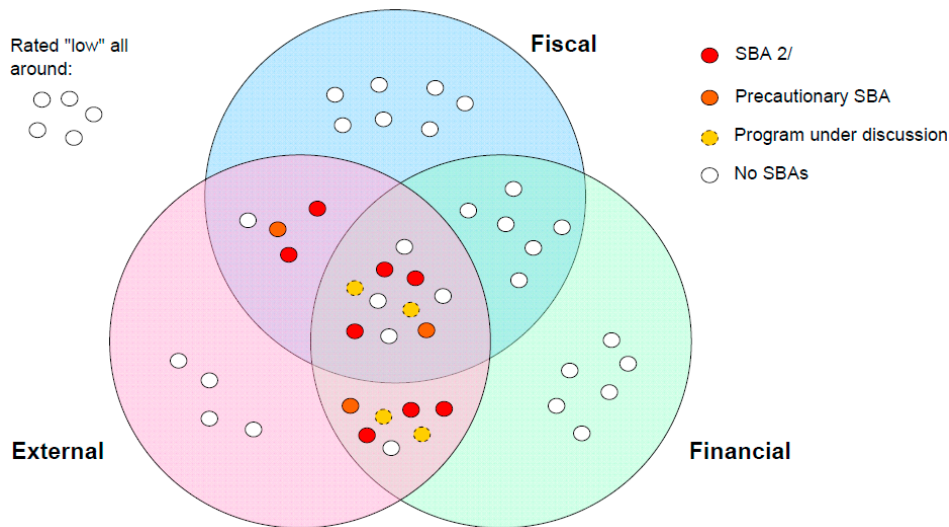 Rated "low" all
around:
Fiscal
SBA 2/
Precautionary SBA
Program under discussion
No SBAs
External
Financial